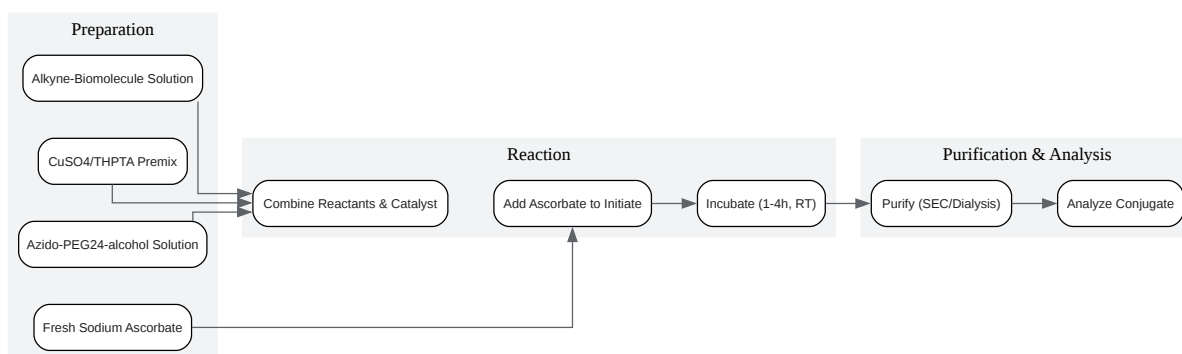 Preparation
Alkyne-Biomolecule Solution
CuSO4/THPTA Premix
Azido-PEG24-alcohol Solution
Fresh Sodium Ascorbate
Reaction
Combine Reactants & Catalyst
Add Ascorbate to Initiate
Incubate (1-4h, RT)
Purification & Analysis
Purify (SEC/Dialysis)
Analyze Conjugate